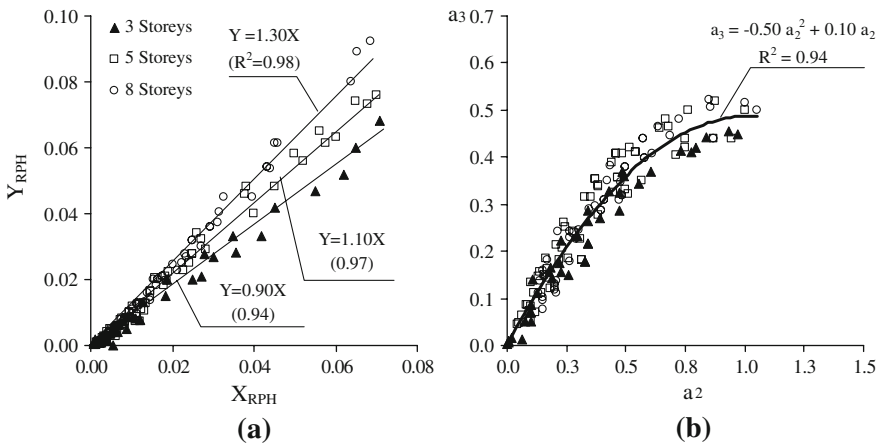 ▲ 3 Storeys
□ 5 Storeys
○ 8 Storeys
Y =1.30X
(R²=0.98)
Y=1.10X
(0.97)
Y=0.90X
(0.94)
Y_RPH
0.10
0.08
0.06
0.04
0.02
0.00
0.00 0.02 0.04 0.06 0.08
X_RPH
(a)
a₃ = -0.50 a₂² + 0.10 a₂
R² = 0.94
a3 0.7
0.6
0.5
0.4
0.3
0.2
0.1
0.0
0.0 0.3 0.5 0.8 1.0 1.3 1.5
a2
(b)